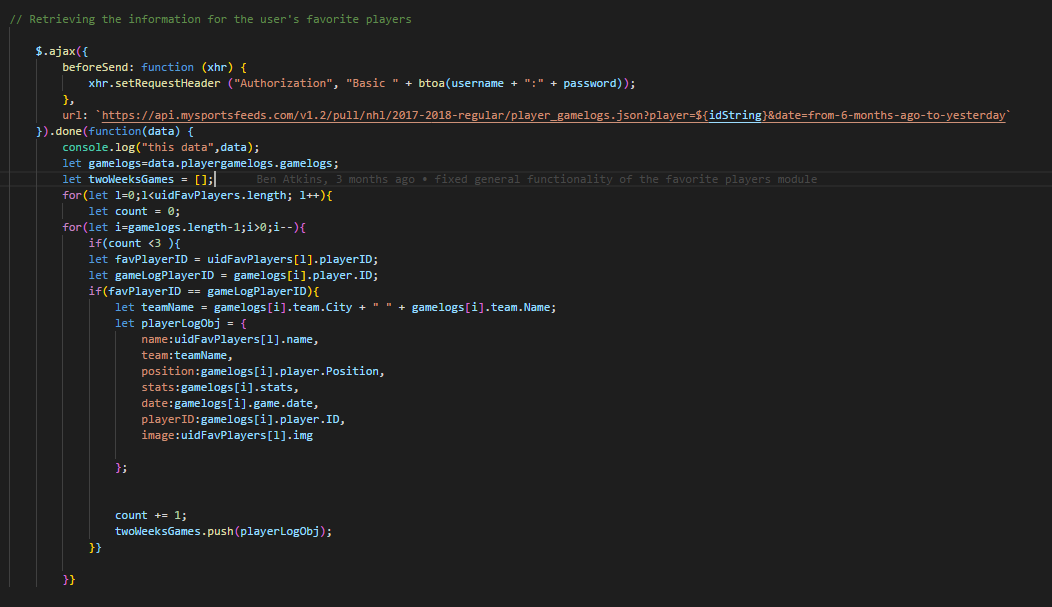 // Retrieving the information for the user's favorite players
$.ajax({
beforeSend: function (xhr) {
xhr.setRequestHeader ("Authorization", "Basic " + btoa(username + ":" + password));
},
url: `https://api.mysportsfeeds.com/v1.2/pull/nhl/2017-2018-regular/player_gamelogs.json?player=${idString}&date=from-6-months-ago-to-yesterday`
}).done(function(data) {
console.log("this data",data);
let gamelogs=data.playergamelogs.gamelogs;
let twoWeeksGames = []; Ben Atkins, 3 months ago • fixed general functionality of the favorite players module
for(let l=0;l<uidFavPlayers.length; l++){
let count = 0;
for(let i=gamelogs.length-1;i>0;i--){
if(count <3 ){
let favPlayerID = uidFavPlayers[l].playerID;
let gameLogPlayerID = gamelogs[i].player.ID;
if(favPlayerID == gameLogPlayerID){
let teamName = gamelogs[i].team.City + " " + gamelogs[i].team.Name;
let playerLogObj = {
name:uidFavPlayers[l].name,
team:teamName,
position:gamelogs[i].player.Position,
stats:gamelogs[i].stats,
date:gamelogs[i].game.date,
playerID:gamelogs[i].player.ID,
image:uidFavPlayers[l].img
};
count += 1;
twoWeeksGames.push(playerLogObj);
}}
}}